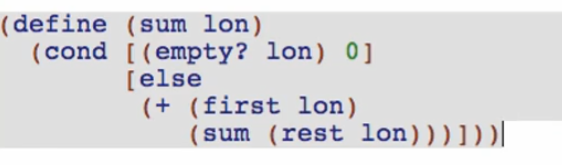 (define (sum lon)
(cond [(empty? lon) 0]
[else
(+ (first lon)
(sum (rest lon)))]))